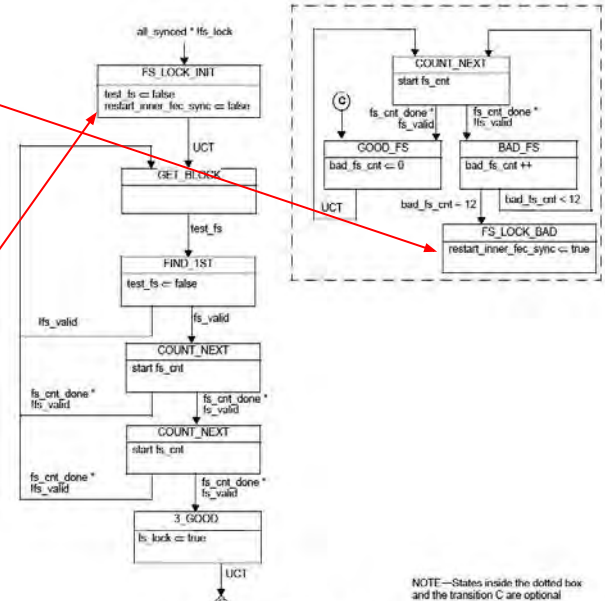 all_synced * !fs_lock
FS_LOCK_INIT
test_fs ⇐ false
restart_inner_fec_sync ⇐ false
UCT
GET_BLOCK
test_fs
FIND_1ST
test_fs ⇐ false
!fs_valid
fs_valid
COUNT_NEXT
start fs_cnt
fs_cnt_done *
!fs_valid
fs_cnt_done *
fs_valid
COUNT_NEXT
start fs_cnt
fs_cnt_done *
!fs_valid
fs_cnt_done *
fs_valid
3_GOOD
fs_lock ⇐ true
UCT
COUNT_NEXT
start fs_cnt
C
fs_cnt_done *
fs_valid
fs_cnt_done *
!fs_valid
GOOD_FS
bad_fs_cnt ⇐ 0
BAD_FS
bad_fs_cnt ++
UCT
bad_fs_cnt = 12
bad_fs_cnt < 12
FS_LOCK_BAD
restart_inner_fec_sync ⇐ true
NOTE—States inside the dotted box
and the transition C are optional